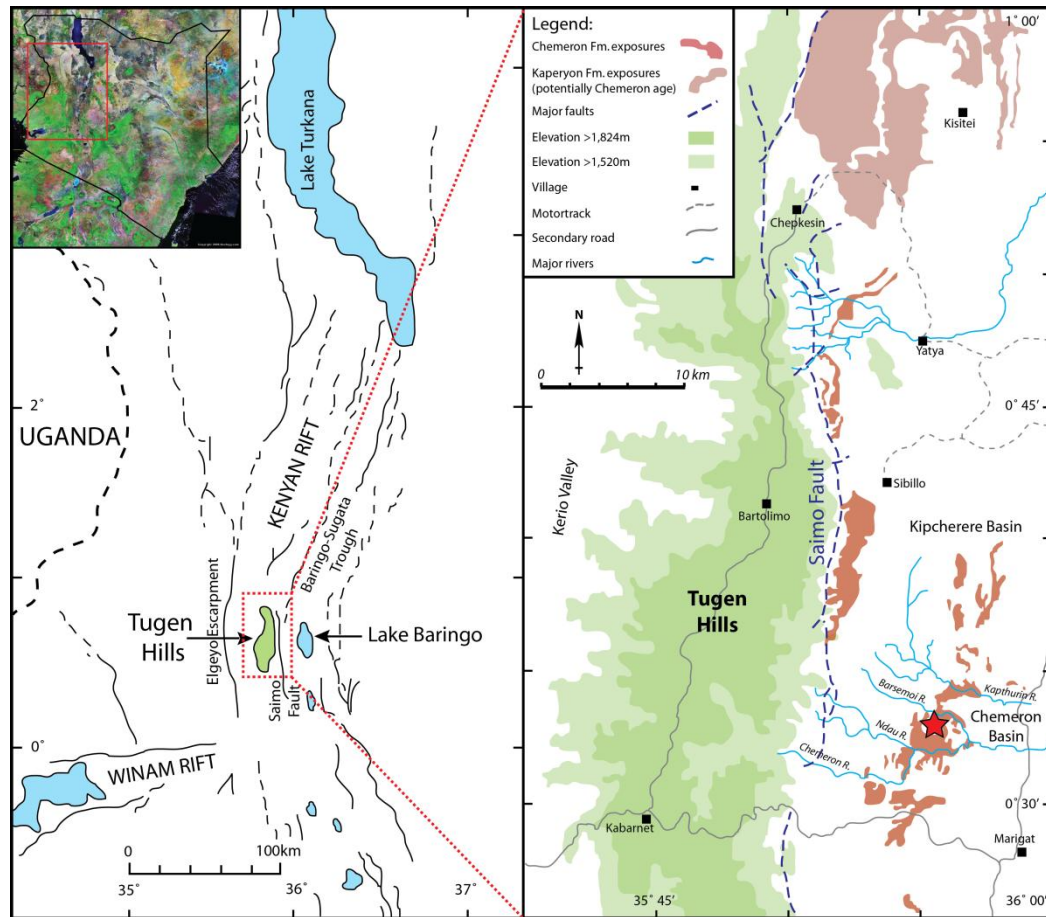 UGANDA
Lake Turkana
KENYAN RIFT
Baringo-Sugata
Trough
Elgeyo Escarpment
Tugen
Hills
Lake Baringo
Saimo
Fault
WINAM RIFT
2°
0°
0 100km
35° 36° 37°
Legend:
Chemeron Fm. exposures
Kaperyon Fm. exposures
(potentially Chemeron age)
Major faults
Elevation >1,824m
Elevation >1,520m
Village
Motortrack
Secondary road
Major rivers
N
0 10 km
1° 00'
Kisitei
Chepkesin
Yatya
0° 45'
Sibillo
Kerio Valley
Bartolimo
Saimo Fault
Kipcherere Basin
Tugen
Hills
Barsemoi R.
Kapthurin R.
Ndau R.
Chemeron
Basin
Chemeron R.
0° 30'
Kabarnet
Marigat
35° 45'
36° 00'